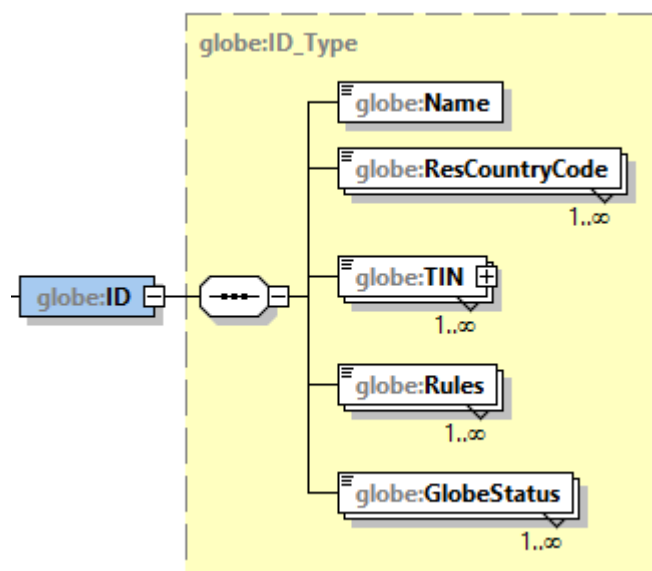 globe:ID_Type
globe:Name
globe:ResCountryCode
1..∞
globe:ID
globe:TIN
1..∞
globe:Rules
1..∞
globe:GlobeStatus
1..∞